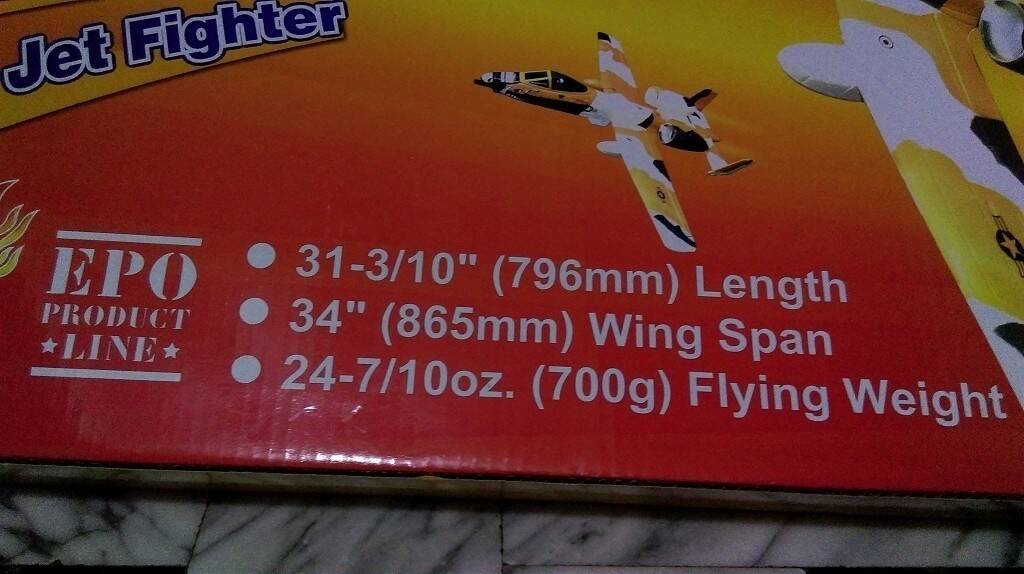 Jet Fighter
EPO
PRODUCT
★LINE★
● 31-3/10" (796mm) Length
● 34" (865mm) Wing Span
● 24-7/10oz. (700g) Flying Weight